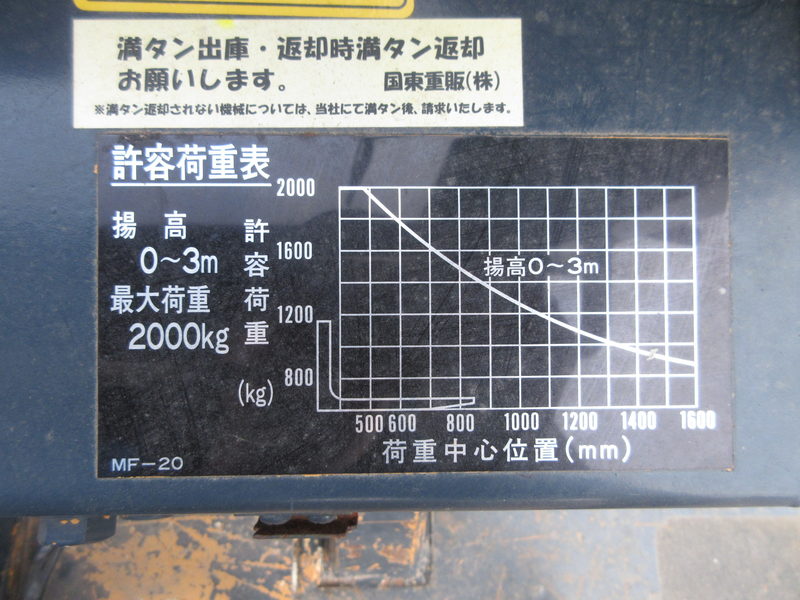 満タン出庫・返却時満タン返却
お願いします。 国東重販(株)
※満タン返却されない機械については、当社にて満タン後、請求いたします。
許容荷重表
揚高
0～3m
最大荷重
2000kg
許容荷重
(kg)
2000
1600
1200
800
揚高0～3m
500 600 800 1000 1200 1400 1600
荷重中心位置(mm)
MF-20